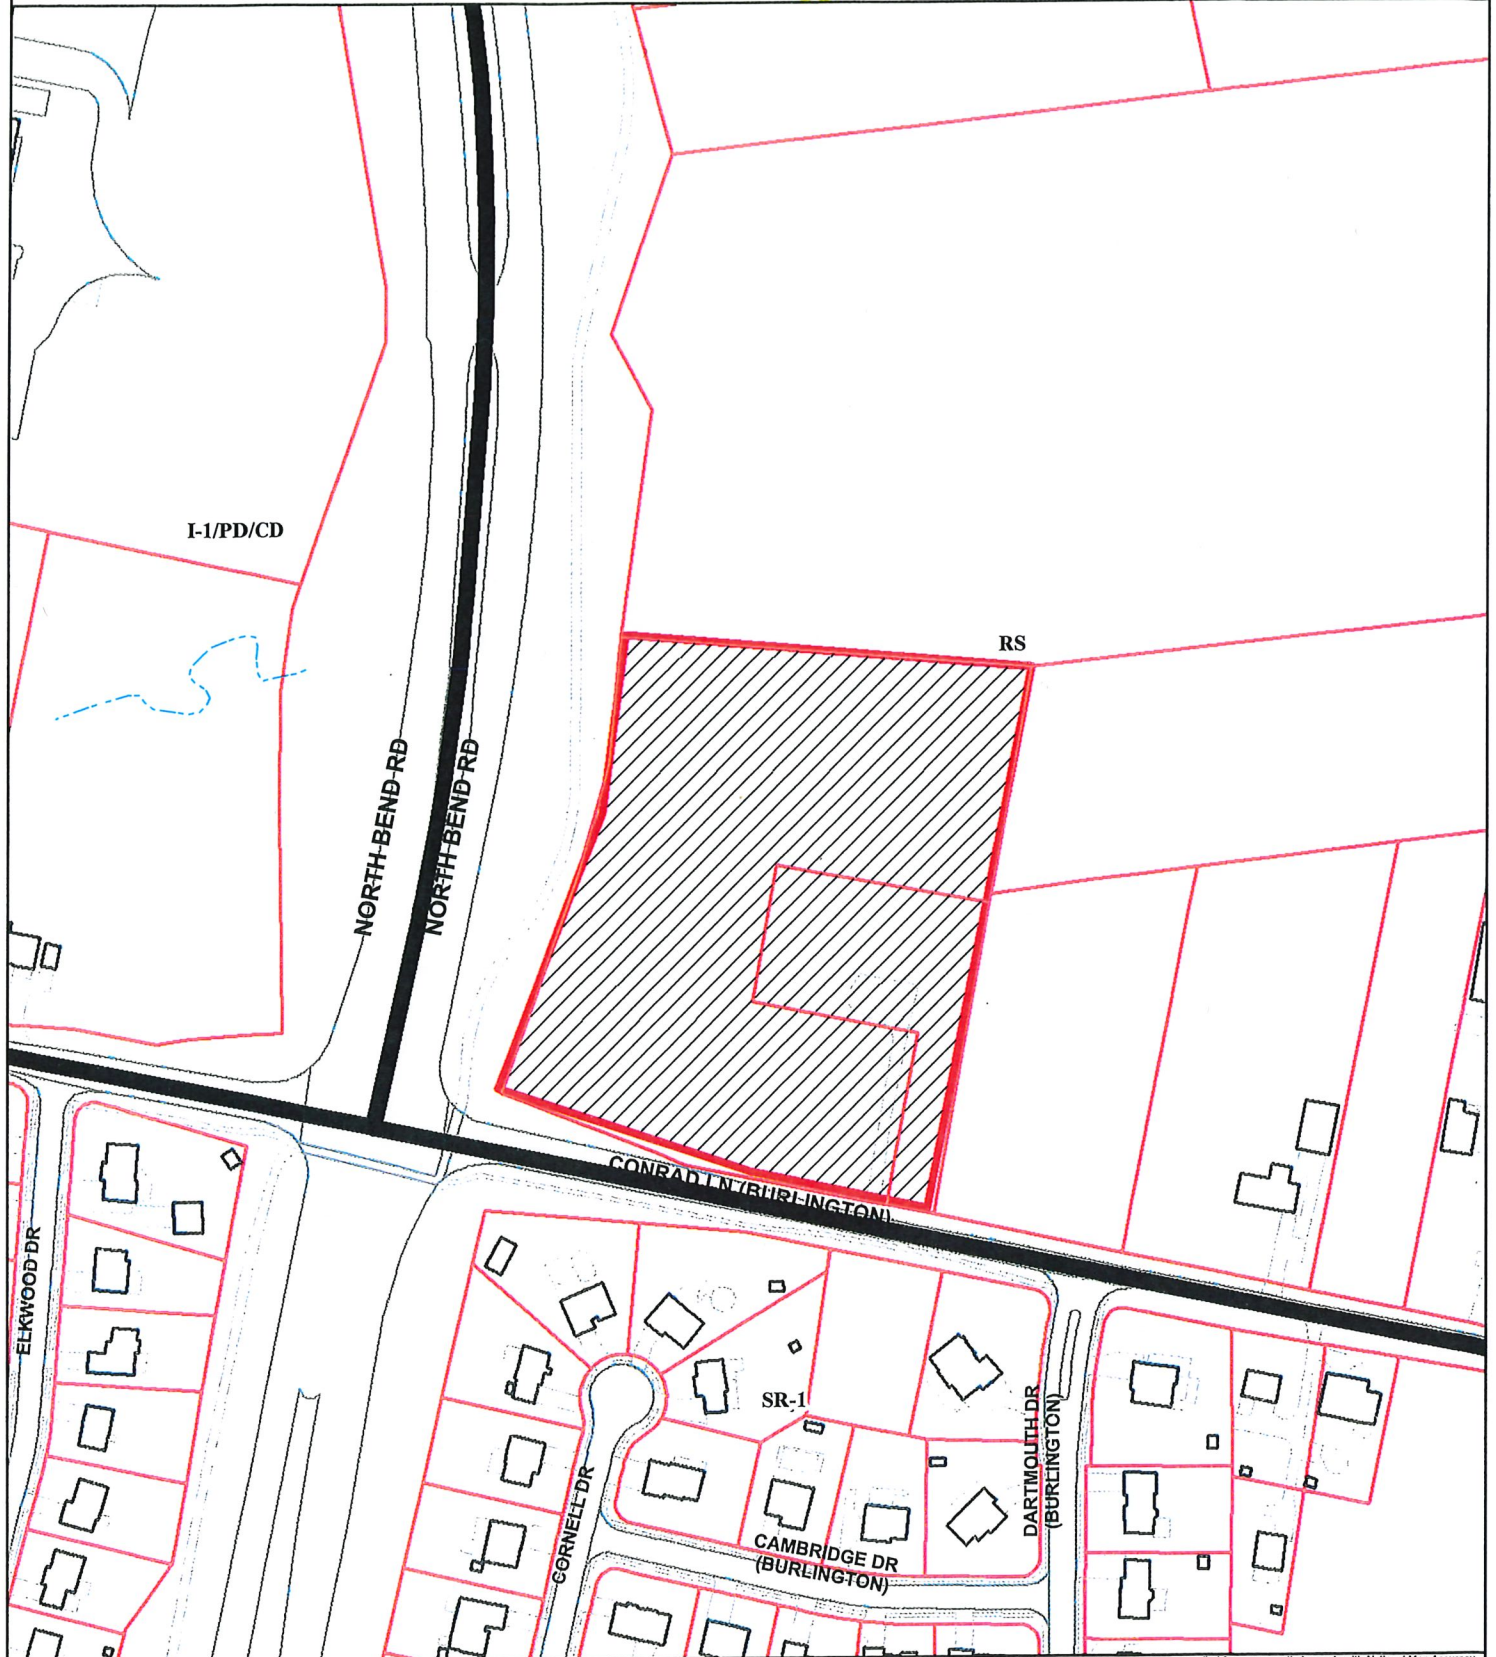 I-1/PD/CD
RS
NORTH BEND RD
NORTH BEND RD
CONRAD LN (BURLINGTON)
ELKWOOD DR
SR-1
DARTMOUTH DR
(BURLINGTON)
CORNELL DR
CAMBRIDGE DR
(BURLINGTON)